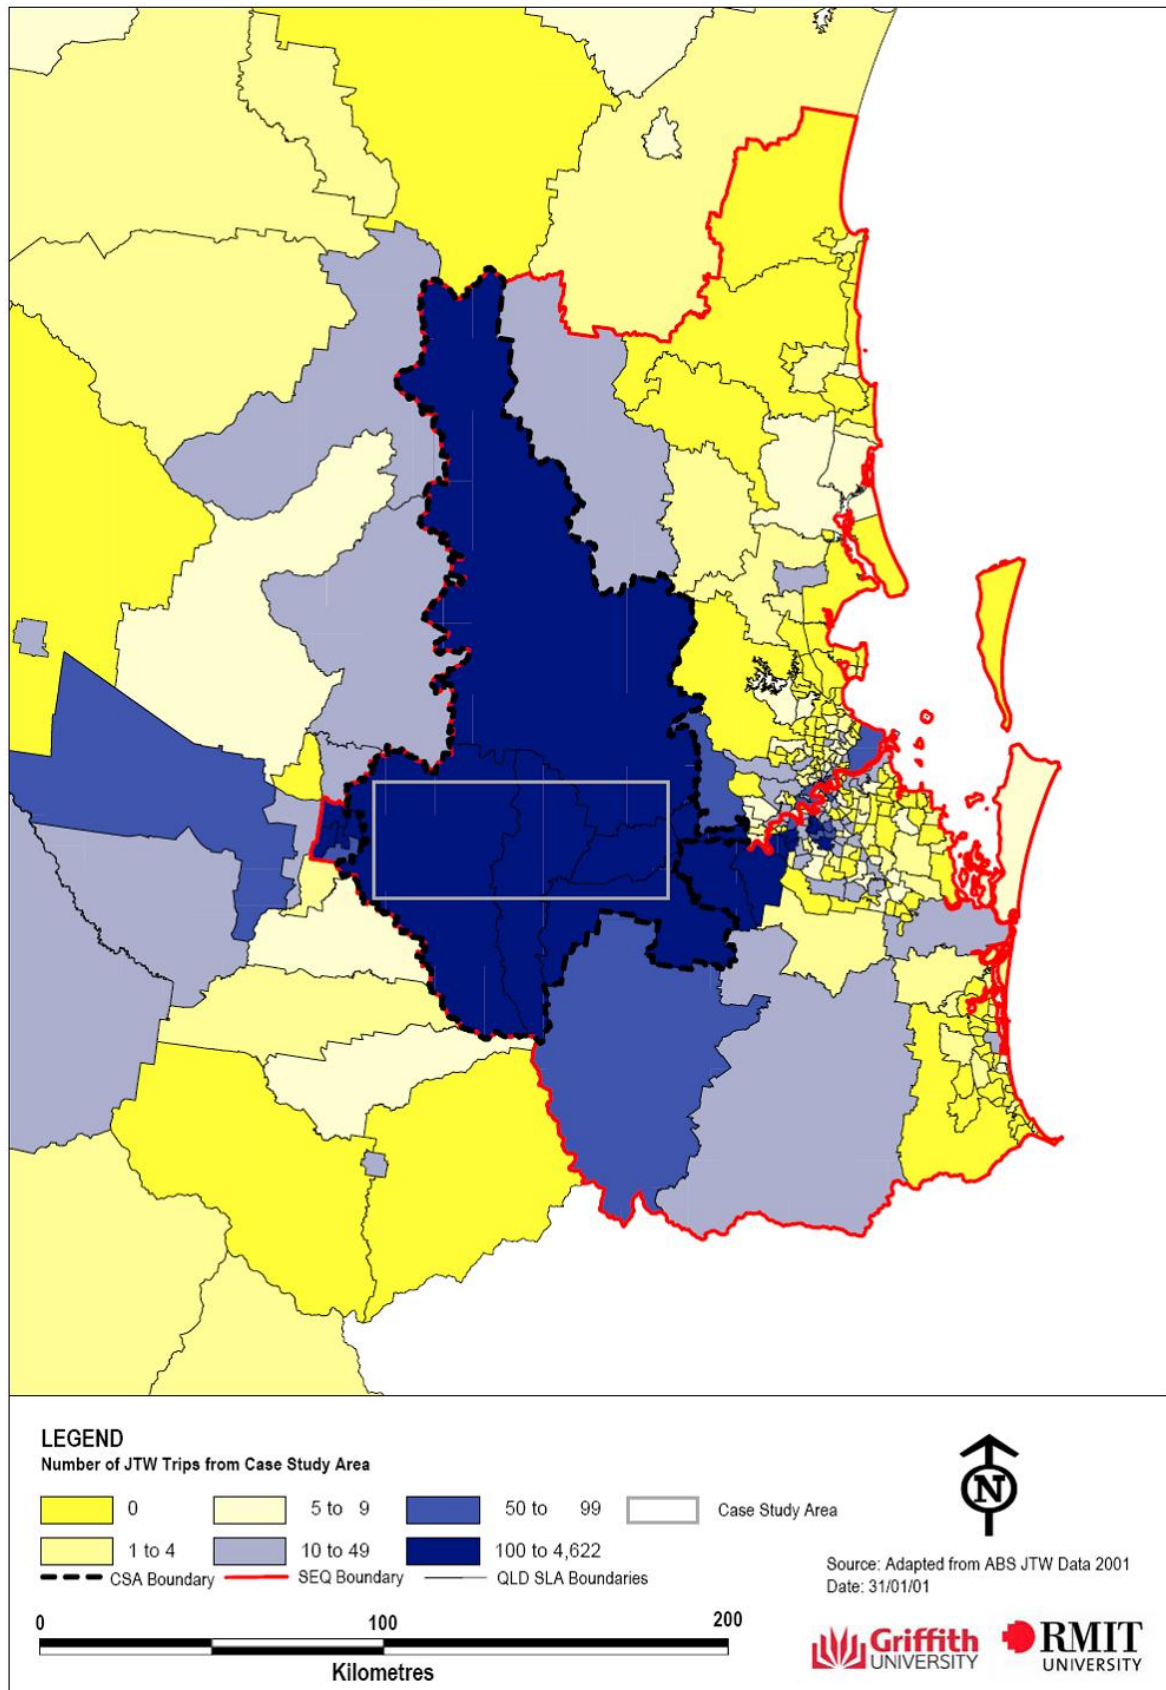 LEGEND
Number of JTW Trips from Case Study Area
0 5 to 9 50 to 99 Case Study Area
1 to 4 10 to 49 100 to 4,622
CSA Boundary SEQ Boundary QLD SLA Boundaries
0 100 200
Kilometres
N
Source: Adapted from ABS JTW Data 2001
Date: 31/01/01
Griffith
UNIVERSITY
RMIT
UNIVERSITY